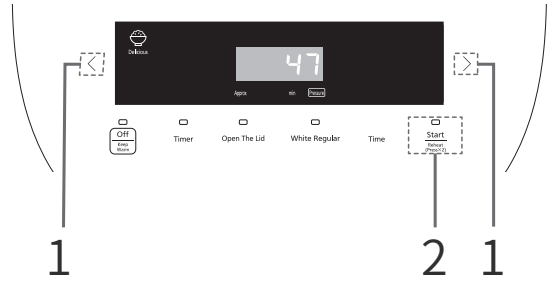 Delicious
47
Approx
min
Pressure
Off
Keep
Warm
Timer
Open The Lid
White Regular
Time
Start
Reheat
(Press×2)
1
2
1